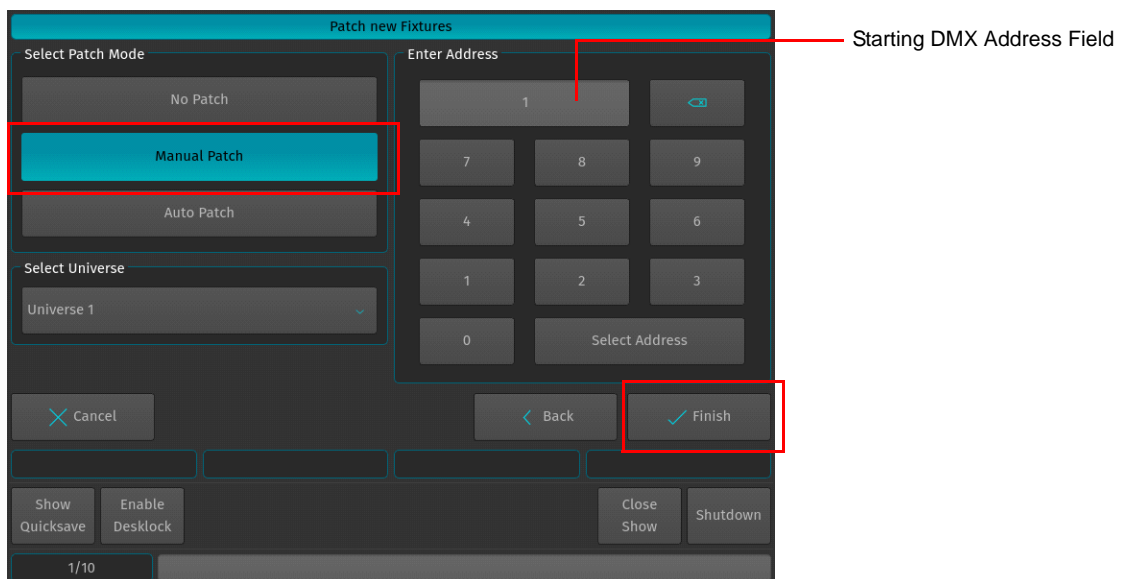 Patch new Fixtures
Starting DMX Address Field
Select Patch Mode
No Patch
Manual Patch
Auto Patch
Select Universe
Universe 1
Enter Address
1
7 8 9
4 5 6
1 2 3
0 Select Address
Cancel
Back
Finish
Show
Quicksave
Enable
Desklock
Close
Show
Shutdown
1/10